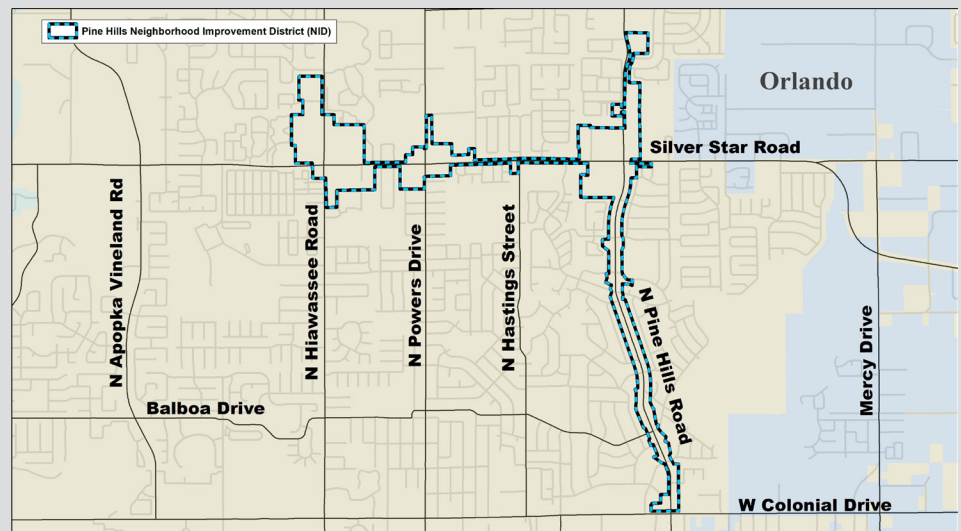 Pine Hills Neighborhood Improvement District (NID)
Orlando
Silver Star Road
N Apopka Vineland Rd
N Hiawassee Road
N Powers Drive
N Hastings Street
N Pine Hills Road
Mercy Drive
Balboa Drive
W Colonial Drive